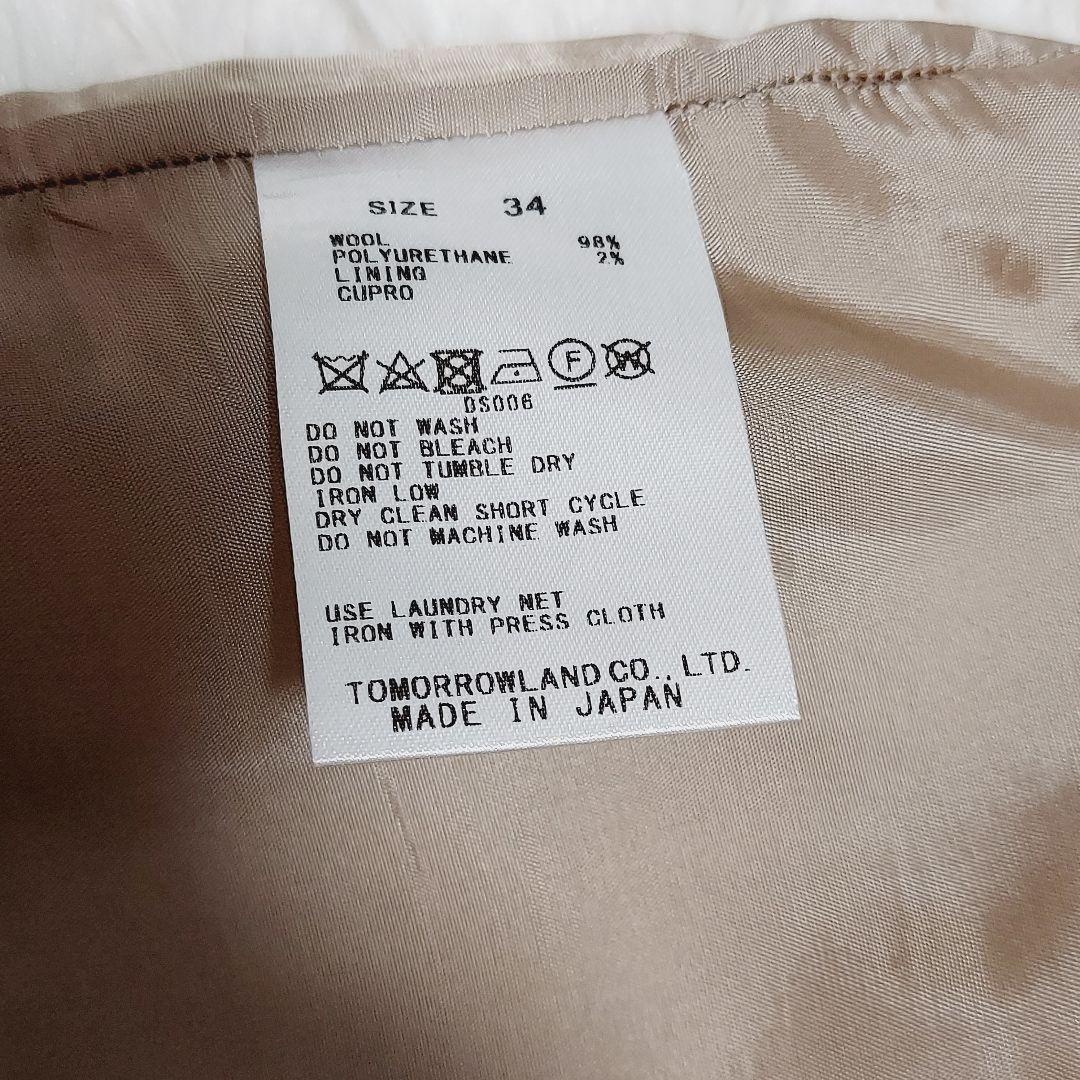 SIZE 34
WOOL 98%
POLYURETHANE 2%
LINING
CUPRO
F W
DS006
DO NOT WASH
DO NOT BLEACH
DO NOT TUMBLE DRY
IRON LOW
DRY CLEAN SHORT CYCLE
DO NOT MACHINE WASH
USE LAUNDRY NET
IRON WITH PRESS CLOTH
TOMORROWLAND CO., LTD.
MADE IN JAPAN